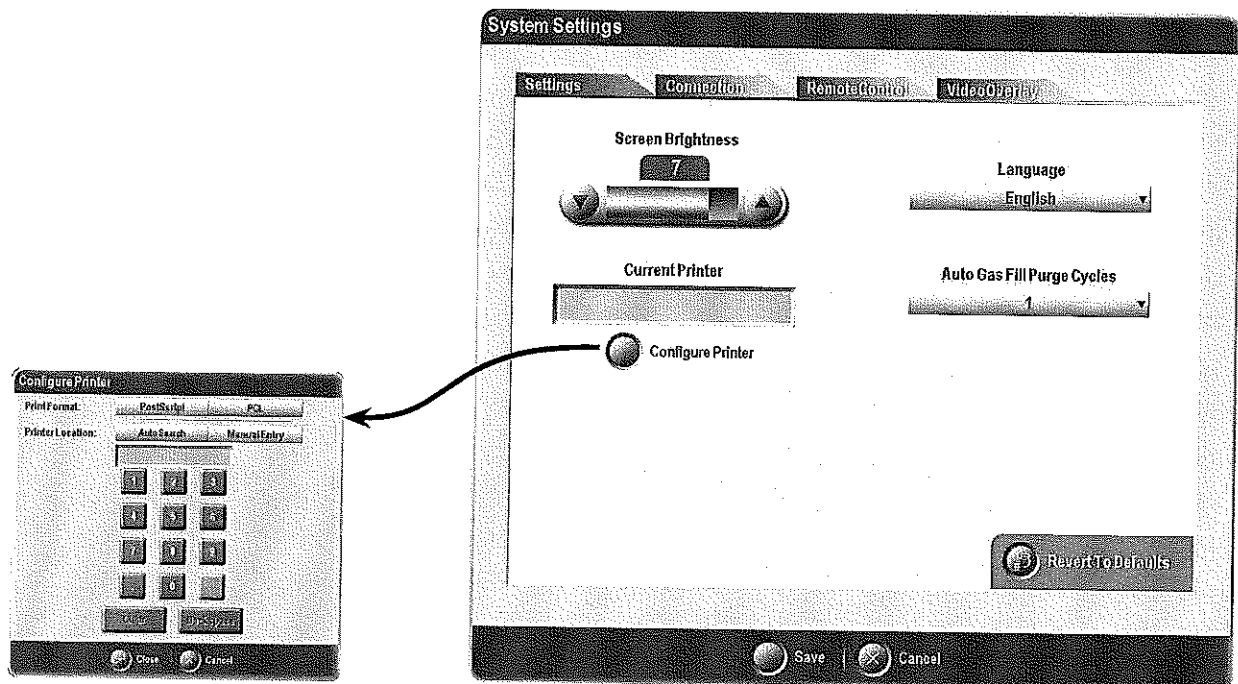 System Settings
Settings Connection RemoteControl VideoOverlay
Screen Brightness
7
Language
English
Current Printer
Auto Gas Fill Purge Cycles
1
Configure Printer
Revert To Defaults
Save Cancel
Configure Printer
Print Format: PostScript PCL
Printer Location: AutoSearch Manual Entry
1 2 3
4 5 6
7 8 9
0
Close Cancel